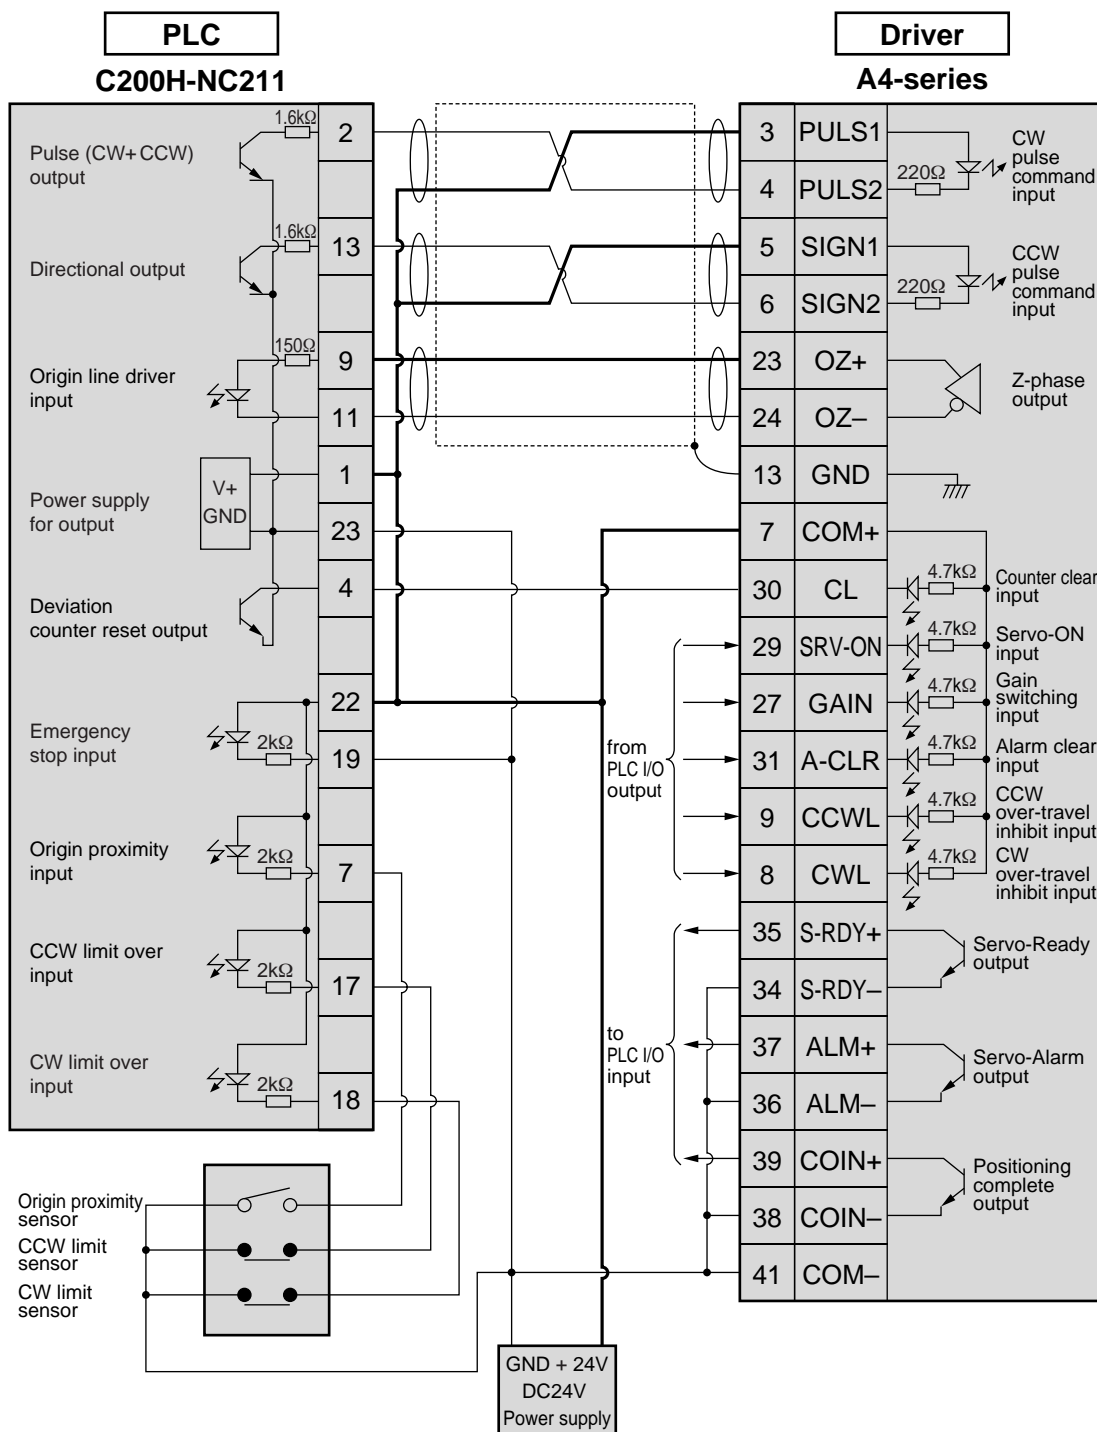 PLC
C200H-NC211
Driver
A4-series
Pulse (CW+CCW)
output
1.6kΩ
2
Directional output
1.6kΩ
13
Origin line driver
input
150Ω
9
11
Power supply
for output
V+
GND
1
23
Deviation
counter reset output
4
Emergency
stop input
2kΩ
22
19
Origin proximity
input
2kΩ
7
CCW limit over
input
2kΩ
17
CW limit over
input
2kΩ
18
3 PULS1
4 PULS2
220Ω
CW
pulse
command
input
5 SIGN1
6 SIGN2
220Ω
CCW
pulse
command
input
23 OZ+
24 OZ–
Z-phase
output
13 GND
7 COM+
30 CL
4.7kΩ
Counter clear
input
29 SRV-ON
4.7kΩ
Servo-ON
input
27 GAIN
4.7kΩ
Gain
switching
input
31 A-CLR
4.7kΩ
Alarm clear
input
9 CCWL
4.7kΩ
CCW
over-travel
inhibit input
8 CWL
4.7kΩ
CW
over-travel
inhibit input
from
PLC I/O
output
35 S-RDY+
34 S-RDY–
Servo-Ready
output
37 ALM+
36 ALM–
Servo-Alarm
output
39 COIN+
38 COIN–
Positioning
complete
output
41 COM–
to
PLC I/O
input
Origin proximity
sensor
CCW limit
sensor
CW limit
sensor
GND + 24V
DC24V
Power supply